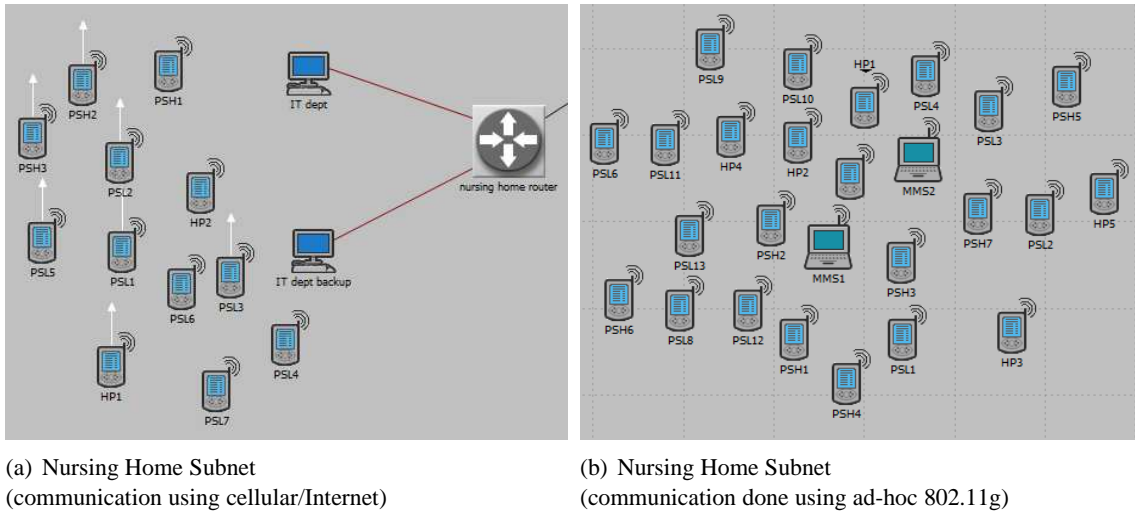 PSH2
PSH1
IT dept
PSH3
PSL2
nursing home router
HP2
PSL5
PSL1
PSL6
PSL3
IT dept backup
HP1
PSL4
PSL7
PSL9
HP1
PSL10
PSL4
PSH5
PSL3
PSL6
PSL11
HP4
HP2
MMS2
HP5
PSL13
PSH2
PSH7
PSL2
MMS1
PSH3
PSH6
PSL8
PSL12
PSH1
PSL1
HP3
PSH4
(a) Nursing Home Subnet
(communication using cellular/Internet)
(b) Nursing Home Subnet
(communication done using ad-hoc 802.11g)